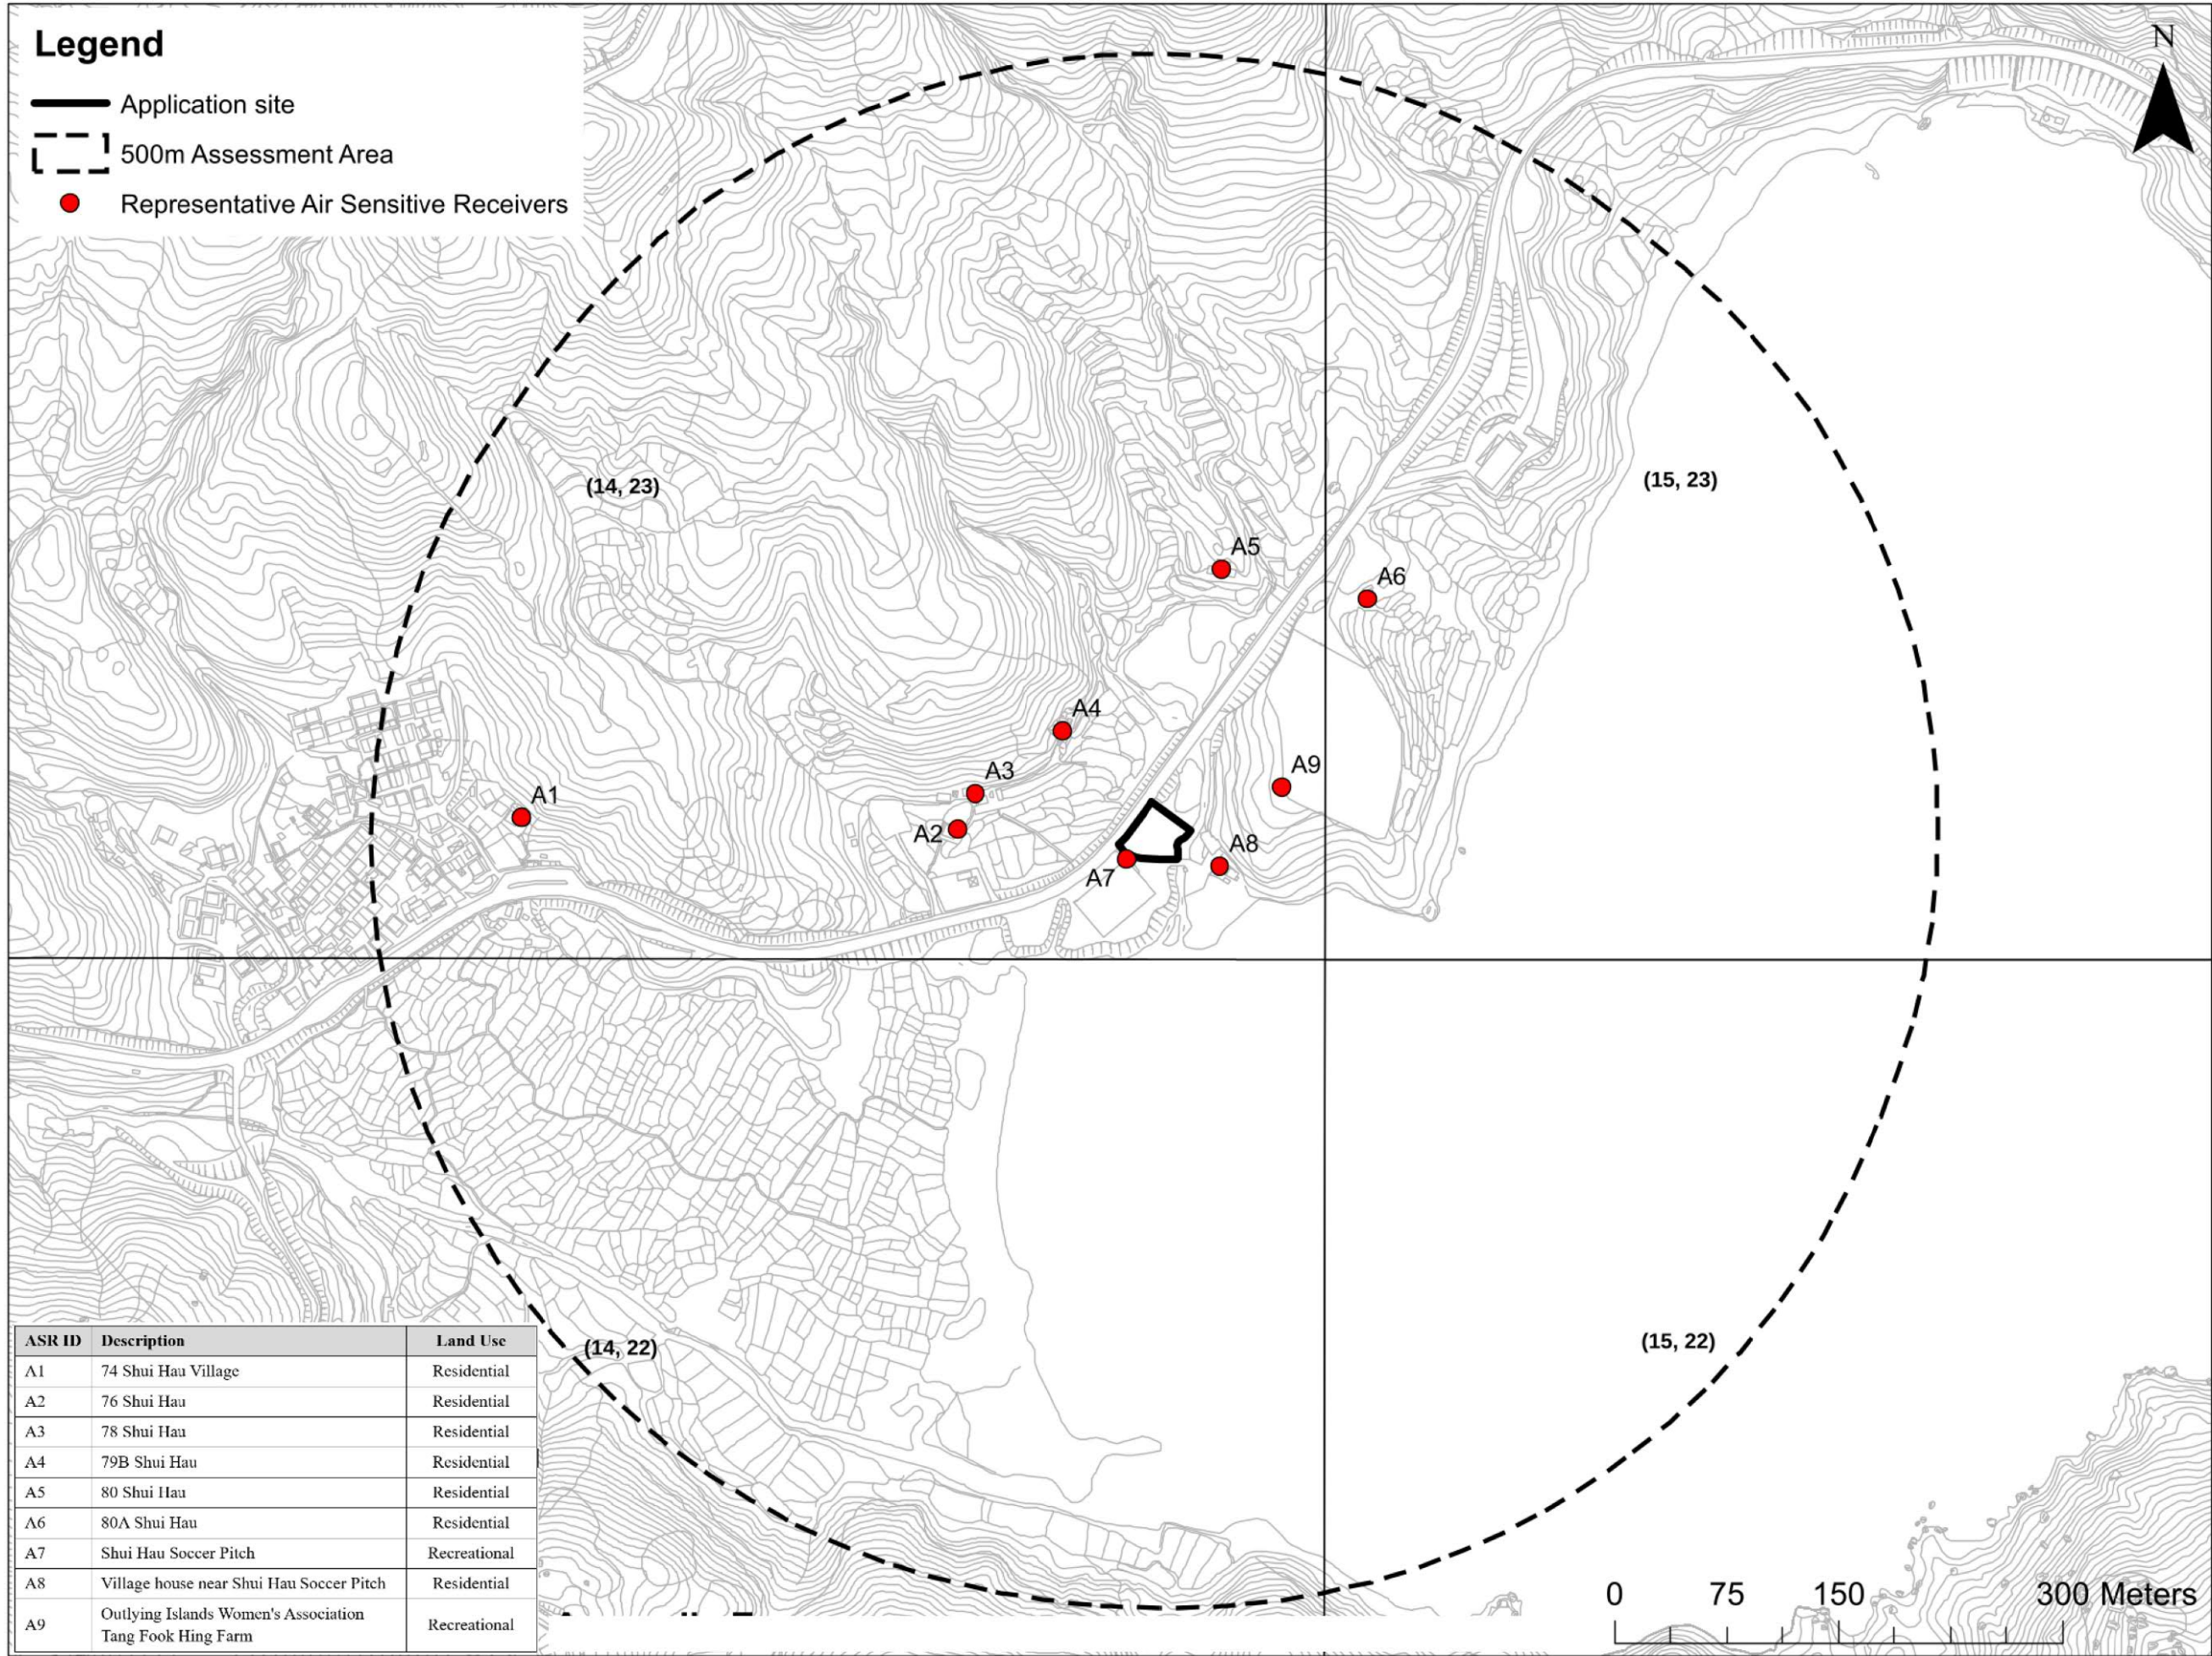 Legend
Application site
500m Assessment Area
Representative Air Sensitive Receivers
N
(14, 23)
(15, 23)
A5
A6
A4
A3
A9
A1
A2
A8
A7
(14, 22)
(15, 22)
ASR ID Description Land Use
A1 74 Shui Hau Village Residential
A2 76 Shui Hau Residential
A3 78 Shui Hau Residential
A4 79B Shui Hau Residential
A5 80 Shui Hau Residential
A6 80A Shui Hau Residential
A7 Shui Hau Soccer Pitch Recreational
A8 Village house near Shui Hau Soccer Pitch Residential
A9 Outlying Islands Women's Association
Tang Fook Hing Farm Recreational
0 75 150 300 Meters